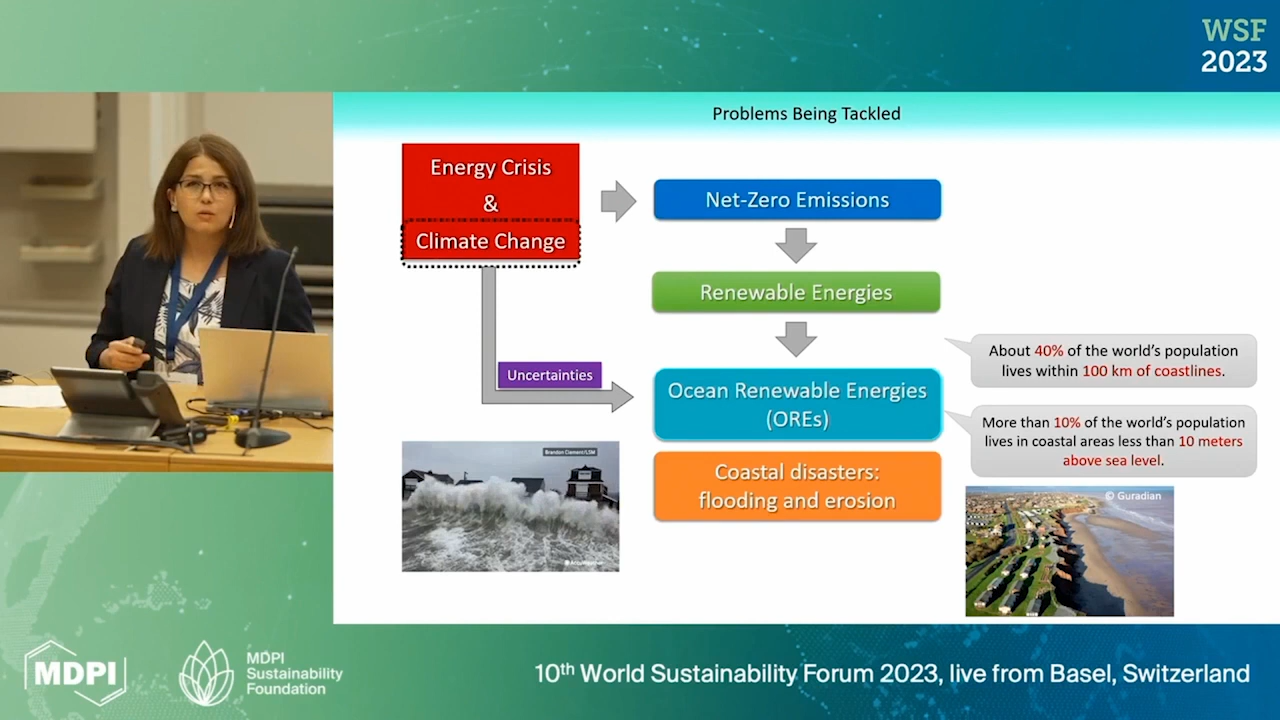 WSF
2023
Problems Being Tackled
Energy Crisis
&
Climate Change
Net-Zero Emissions
Renewable Energies
Uncertainties
Ocean Renewable Energies
(OREs)
Coastal disasters:
flooding and erosion
About 40% of the world's population
lives within 100 km of coastlines.
More than 10% of the world's population
lives in coastal areas less than 10 meters
above sea level.
Brandon Clement/LSM
© Guradian
MDPI
MDPI
Sustainability
Foundation
10th World Sustainability Forum 2023, live from Basel, Switzerland